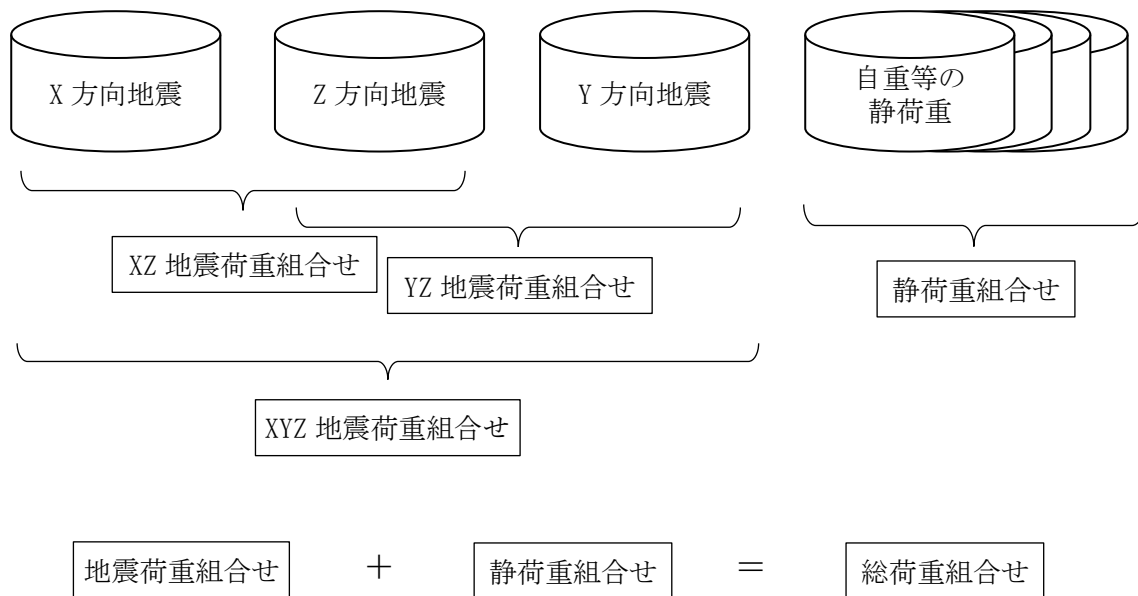 X 方向地震
Z 方向地震
Y 方向地震
自重等の
静荷重
XZ 地震荷重組合せ
YZ 地震荷重組合せ
静荷重組合せ
XYZ 地震荷重組合せ
地震荷重組合せ + 静荷重組合せ = 総荷重組合せ